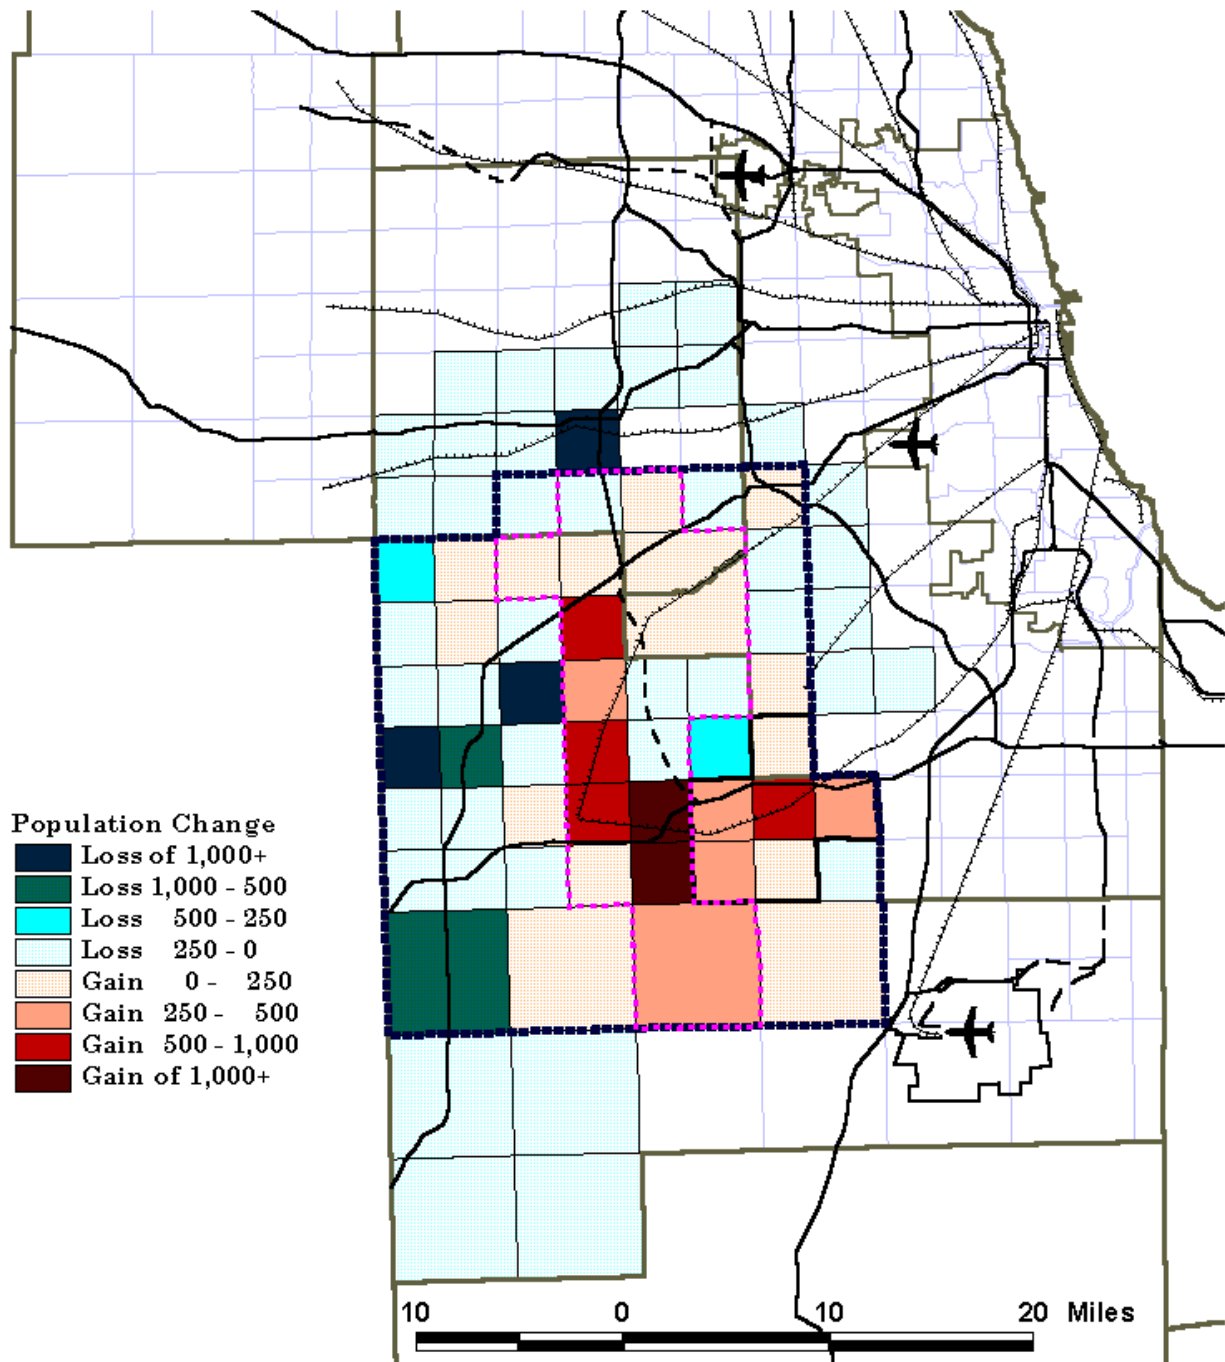 Population Change
Loss of 1,000+
Loss 1,000 - 500
Loss 500 - 250
Loss 250 - 0
Gain 0 - 250
Gain 250 - 500
Gain 500 - 1,000
Gain of 1,000+
10 0 10 20 Miles